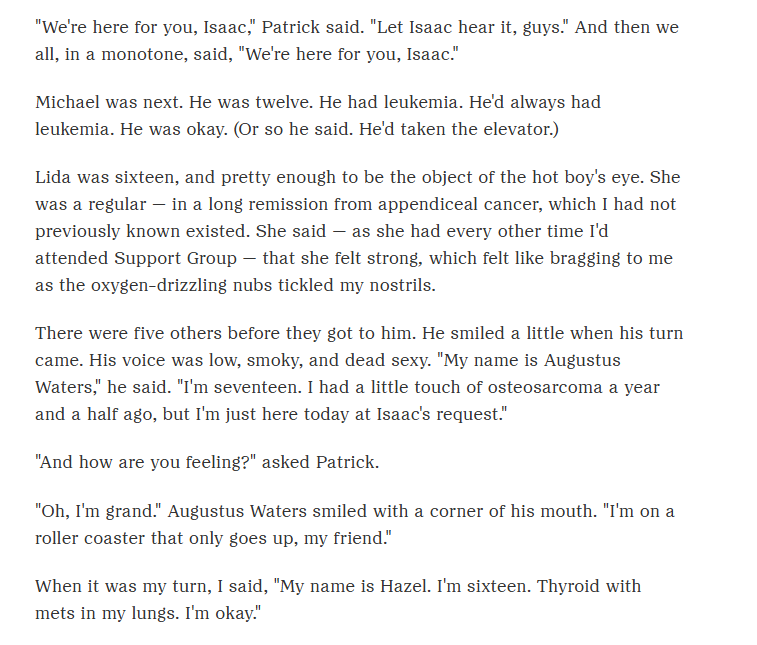 "We're here for you, Isaac," Patrick said. "Let Isaac hear it, guys." And then we
all, in a monotone, said, "We're here for you, Isaac."
Michael was next. He was twelve. He had leukemia. He'd always had
leukemia. He was okay. (Or so he said. He'd taken the elevator.)
Lida was sixteen, and pretty enough to be the object of the hot boy's eye. She
was a regular — in a long remission from appendiceal cancer, which I had not
previously known existed. She said — as she had every other time I'd
attended Support Group — that she felt strong, which felt like bragging to me
as the oxygen-drizzling nubs tickled my nostrils.
There were five others before they got to him. He smiled a little when his turn
came. His voice was low, smoky, and dead sexy. "My name is Augustus
Waters," he said. "I'm seventeen. I had a little touch of osteosarcoma a year
and a half ago, but I'm just here today at Isaac's request."
"And how are you feeling?" asked Patrick.
"Oh, I'm grand." Augustus Waters smiled with a corner of his mouth. "I'm on a
roller coaster that only goes up, my friend."
When it was my turn, I said, "My name is Hazel. I'm sixteen. Thyroid with
mets in my lungs. I'm okay."